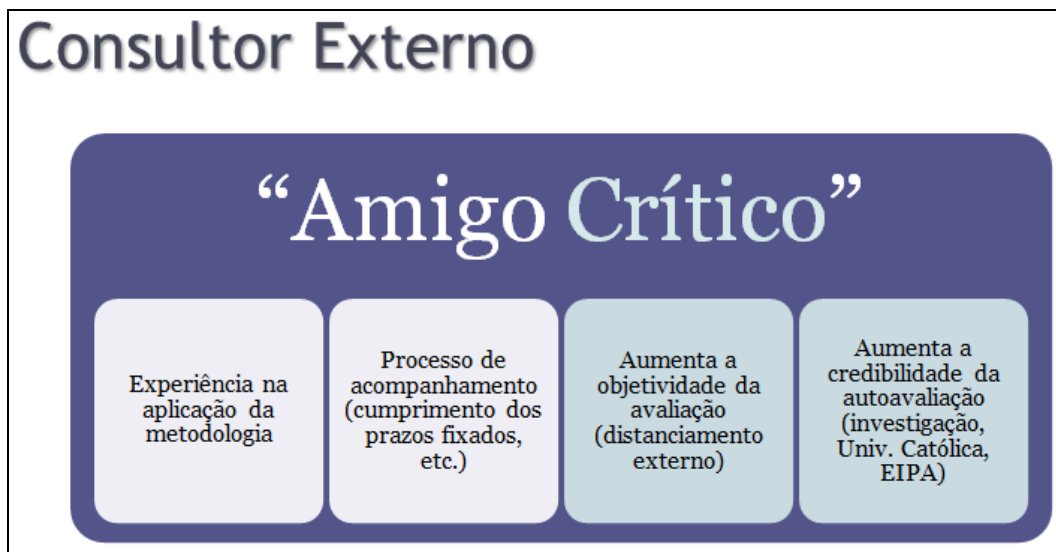 Consultor Externo
“Amigo Crítico”
Experiência na
aplicação da
metodologia
Processo de
acompanhamento
(cumprimento dos
prazos fixados,
etc.)
Aumenta a
objetividade da
avaliação
(distanciamento
externo)
Aumenta a
credibilidade da
autoavaliação
(investigação,
Univ. Católica,
EIPA)